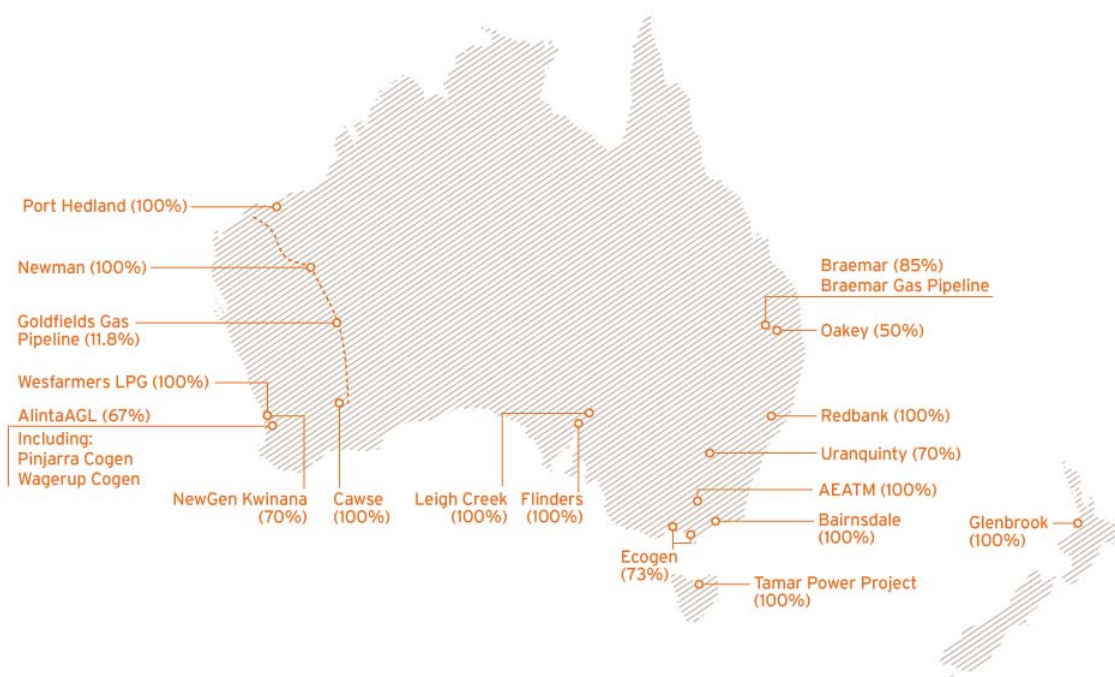 Port Hedland (100%)
Newman (100%)
Goldfields Gas
Pipeline (11.8%)
Wesfarmers LPG (100%)
AlintaAGL (67%)
Including:
Pinjarra Cogen
Wagerup Cogen
NewGen Kwinana
(70%)
Cawse
(100%)
Leigh Creek
(100%)
Flinders
(100%)
Braemar (85%)
Braemar Gas Pipeline
Oakey (50%)
Redbank (100%)
Uranquinty (70%)
AEATM (100%)
Bairnsdale
(100%)
Ecogen
(73%)
Tamar Power Project
(100%)
Glenbrook
(100%)